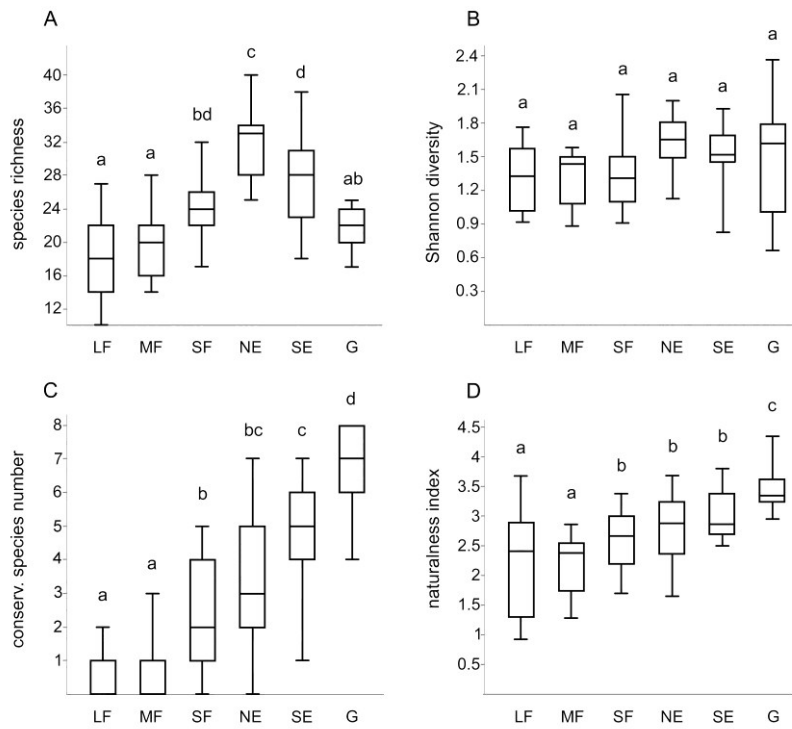 A
species richness
40
36
32
28
24
20
16
12
a
a
bd
c
d
ab
LF MF SF NE SE G
B
Shannon diversity
2.4
2.1
1.8
1.5
1.2
0.9
0.6
0.3
a
a
a
a
a
a
LF MF SF NE SE G
C
conserv. species number
8
7
6
5
4
3
2
1
a
a
b
bc
c
d
LF MF SF NE SE G
D
naturalness index
4.5
4
3.5
3
2.5
2
1.5
1
0.5
a
a
b
b
b
c
LF MF SF NE SE G